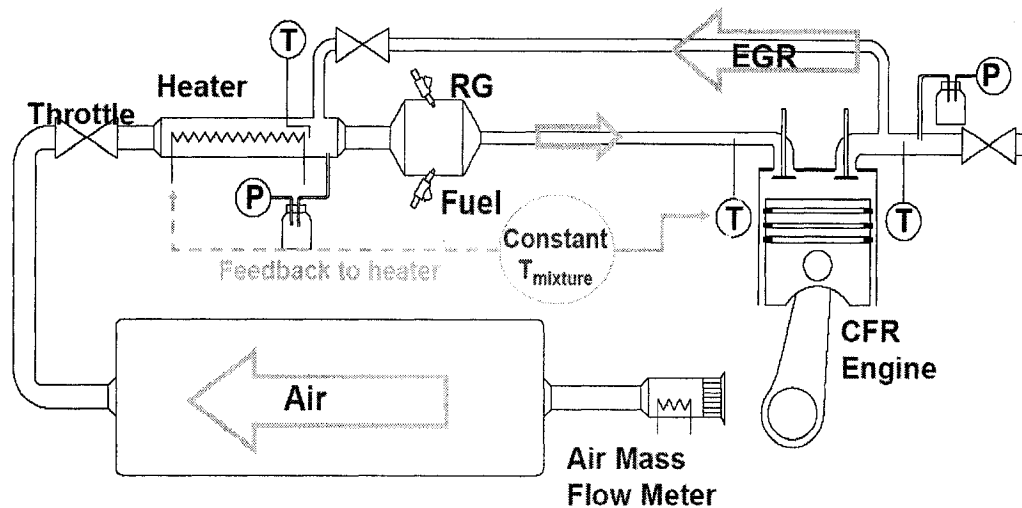 T
EGR
P
Heater
RG
Throttle
P
Fuel
T
T
Constant
Tmixture
Feedback to heater
CFR
Engine
Air
Air Mass
Flow Meter